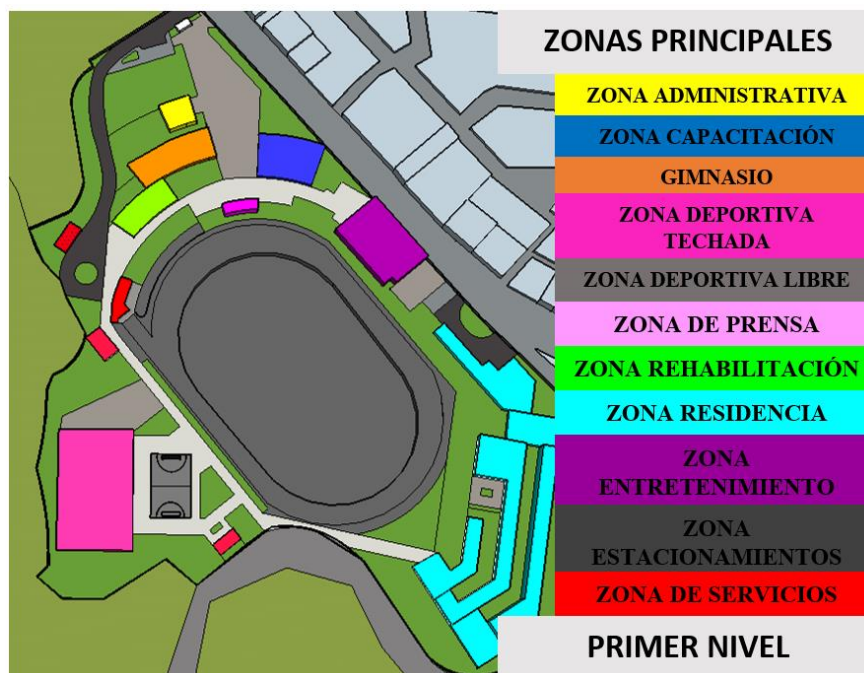 ZONAS PRINCIPALES
ZONA ADMINISTRATIVA
ZONA CAPACITACIÓN
GIMNASIO
ZONA DEPORTIVA
TECHADA
ZONA DEPORTIVA LIBRE
ZONA DE PRENSA
ZONA REHABILITACIÓN
ZONA RESIDENCIA
ZONA
ENTRETENIMIENTO
ZONA
ESTACIONAMIENTOS
ZONA DE SERVICIOS
PRIMER NIVEL